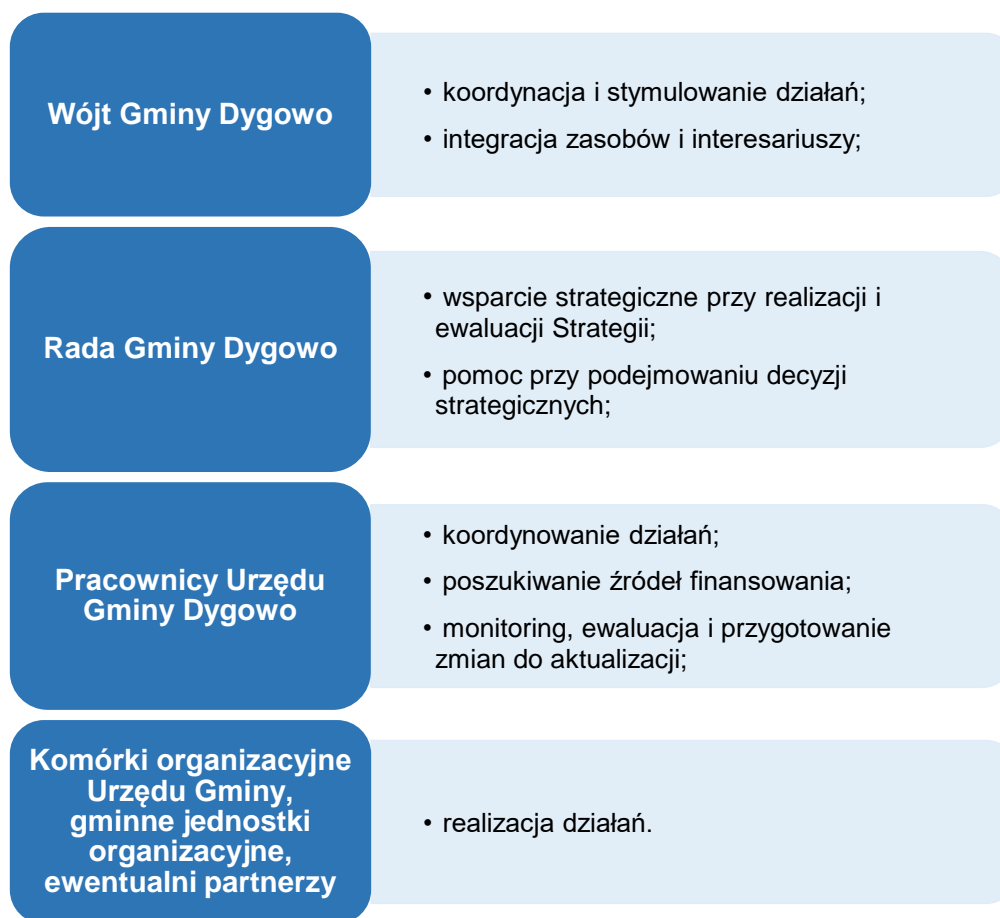 Wójt Gminy Dygowo
• koordynacja i stymulowanie działań;
• integracja zasobów i interesariuszy;
Rada Gminy Dygowo
• wsparcie strategiczne przy realizacji i
ewaluacji Strategii;
• pomoc przy podejmowaniu decyzji
strategicznych;
Pracownicy Urzędu
Gminy Dygowo
• koordynowanie działań;
• poszukiwanie źródeł finansowania;
• monitoring, ewaluacja i przygotowanie
zmian do aktualizacji;
Komórki organizacyjne
Urzędu Gminy,
gminne jednostki
organizacyjne,
ewentualni partnerzy
• realizacja działań.